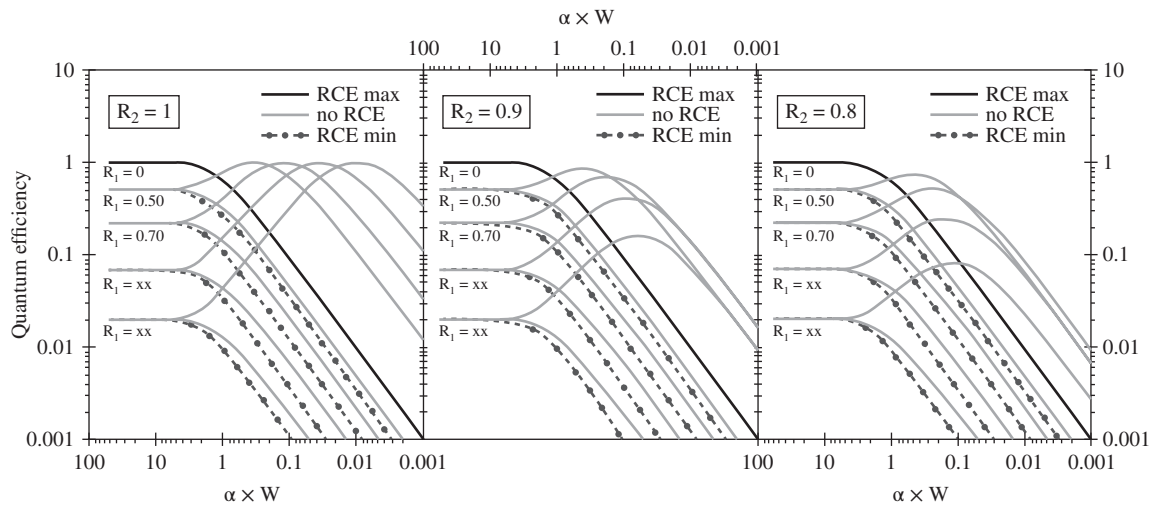 α × W
100 10 1 0.1 0.01 0.001
10
1
0.1
0.01
0.001
Quantum efficiency
R₂ = 1
RCE max
no RCE
RCE min
R₁ = 0
R₁ = 0.50
R₁ = 0.70
R₁ = xx
R₁ = xx
100 10 1 0.1 0.01 0.001
α × W
R₂ = 0.9
RCE max
no RCE
RCE min
R₁ = 0
R₁ = 0.50
R₁ = 0.70
R₁ = xx
R₁ = xx
R₂ = 0.8
RCE max
no RCE
RCE min
R₁ = 0
R₁ = 0.50
R₁ = 0.70
R₁ = xx
R₁ = xx
100 10 1 0.1 0.01 0.001
α × W
10
1
0.1
0.01
0.001